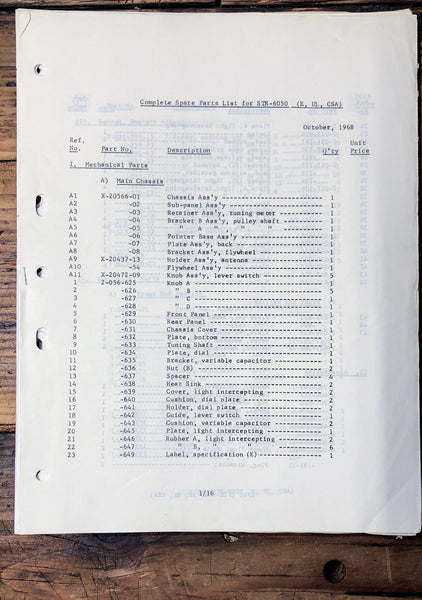 Complete Spare Parts List for STR-6050 (E, UL, CSA)
October, 1968
Ref. No. Part No. Description Q'ty Unit Price
I. Mechanical Parts
A) Main Chassis
A1 X-20566-01 Chassis Ass'y 1
A2 -02 Sub-panel Ass'y 1
A3 -03 Retainer Ass'y, tuning meter 1
A4 -04 Bracket B Ass'y, pulley shaft 1
A5 -05 " A " " " 1
A6 -06 Pointer Base Ass'y 1
A7 -07 Plate Ass'y, back 1
A8 -08 Bracket Ass'y, flywheel 1
A9 X-20437-13 Holder Ass'y, antenna 1
A10 -54 Flywheel Ass'y 1
A11 X-20472-09 Knob Ass'y, lever switch 5
1 2-056-625 Knob A 1
2 -626 " B 5
3 -627 " C 1
4 -628 " D 1
5 -629 Front Panel 1
6 -630 Rear Panel 1
7 -631 Chassis Cover 1
8 -632 Plate, bottom 1
9 -633 Tuning Shaft 1
10 -634 Plate, dial 1
11 -635 Bracket, variable capacitor 1
12 -636 Nut (B) 2
13 -637 Spacer 4
14 -638 Heat Sink 2
15 -639 Cover, light intercepting 2
16 -640 Cushion, dial plate 2
17 -641 Holder, dial plate 2
18 -642 Guide, lever switch 2
19 -643 Cushion, variable capacitor 2
20 -645 Plate, light intercepting 1
21 -646 Rubber A, light intercepting 2
22 -647 " B, " " 6
23 -649 Label, specification (E) 1
1/16